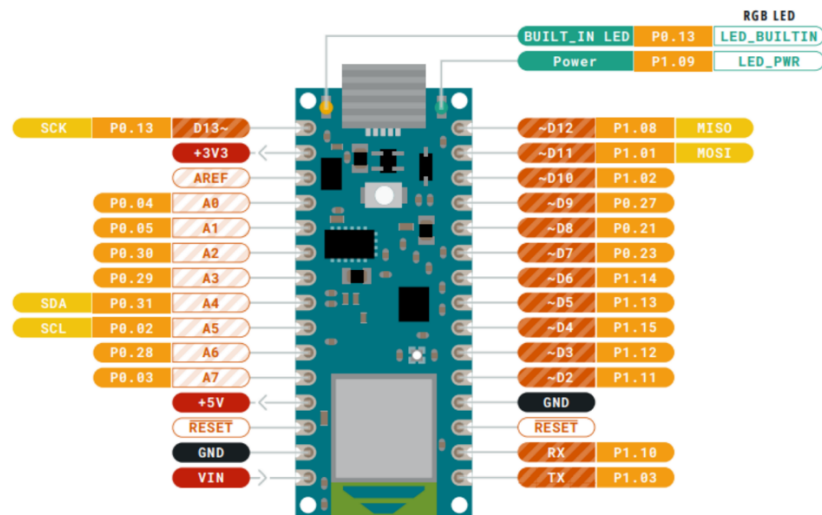 RGB LED
BUILT_IN LED P0.13 LED_BUILTIN
Power P1.09 LED_PWR
SCK P0.13 D13~ ~D12 P1.08 MISO
+3V3 ~D11 P1.01 MOSI
AREF ~D10 P1.02
P0.04 A0 ~D9 P0.27
P0.05 A1 ~D8 P0.21
P0.30 A2 ~D7 P0.23
P0.29 A3 ~D6 P1.14
SDA P0.31 A4 ~D5 P1.13
SCL P0.02 A5 ~D4 P1.15
P0.28 A6 ~D3 P1.12
P0.03 A7 ~D2 P1.11
+5V GND
RESET RESET
GND RX P1.10
VIN TX P1.03